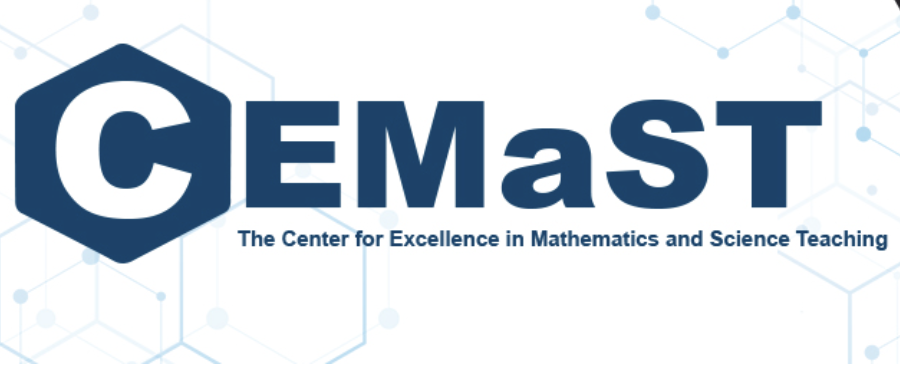 CEMaST
The Center for Excellence in Mathematics and Science Teaching